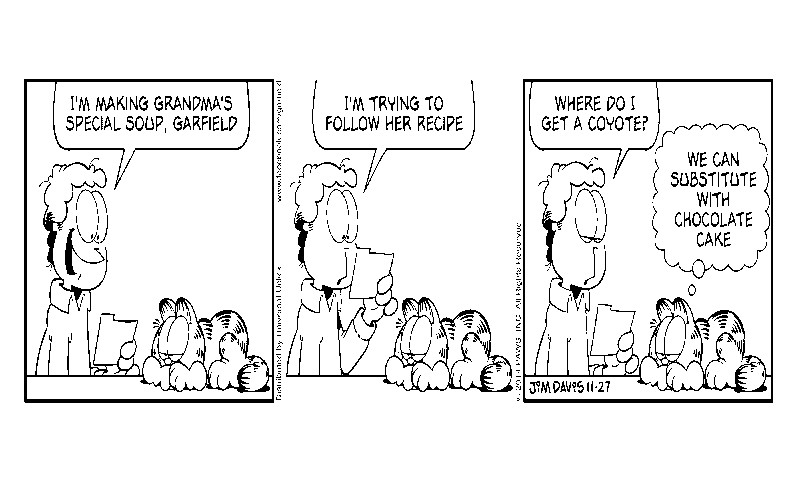 I'M MAKING GRANDMA'S
SPECIAL SOUP, GARFIELD
I'M TRYING TO
FOLLOW HER RECIPE
WHERE DO I
GET A COYOTE?
WE CAN
SUBSTITUTE
WITH
CHOCOLATE
CAKE
JIM DAVIS 11-27